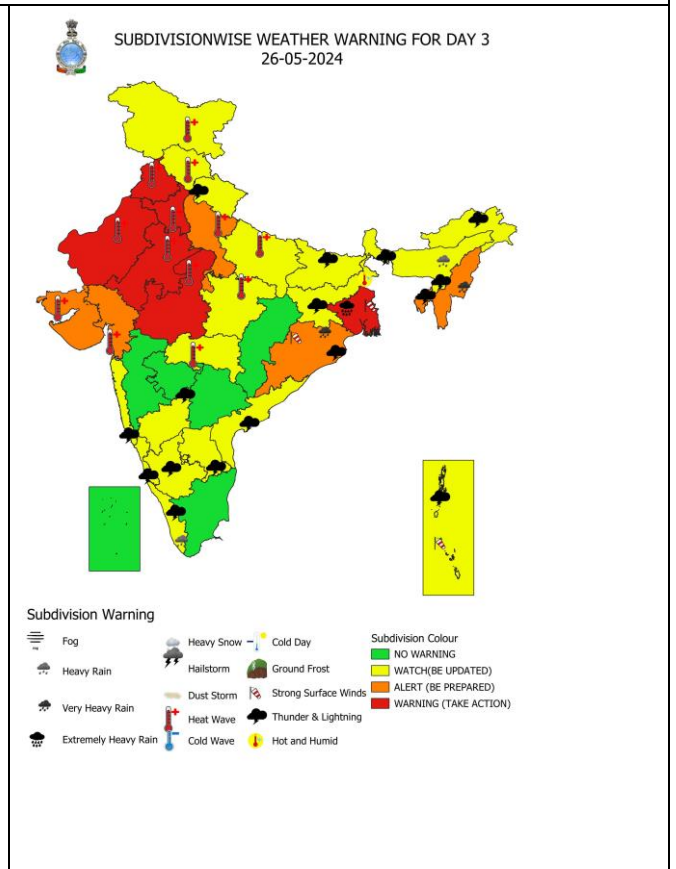 SUBDIVISIONWISE WEATHER WARNING FOR DAY 3
26-05-2024
Subdivision Warning
Fog
Heavy Rain
Very Heavy Rain
Extremely Heavy Rain
Heavy Snow
Hailstorm
Dust Storm
Heat Wave
Cold Wave
Cold Day
Ground Frost
Strong Surface Winds
Thunder & Lightning
Hot and Humid
Subdivision Colour
NO WARNING
WATCH(BE UPDATED)
ALERT (BE PREPARED)
WARNING (TAKE ACTION)